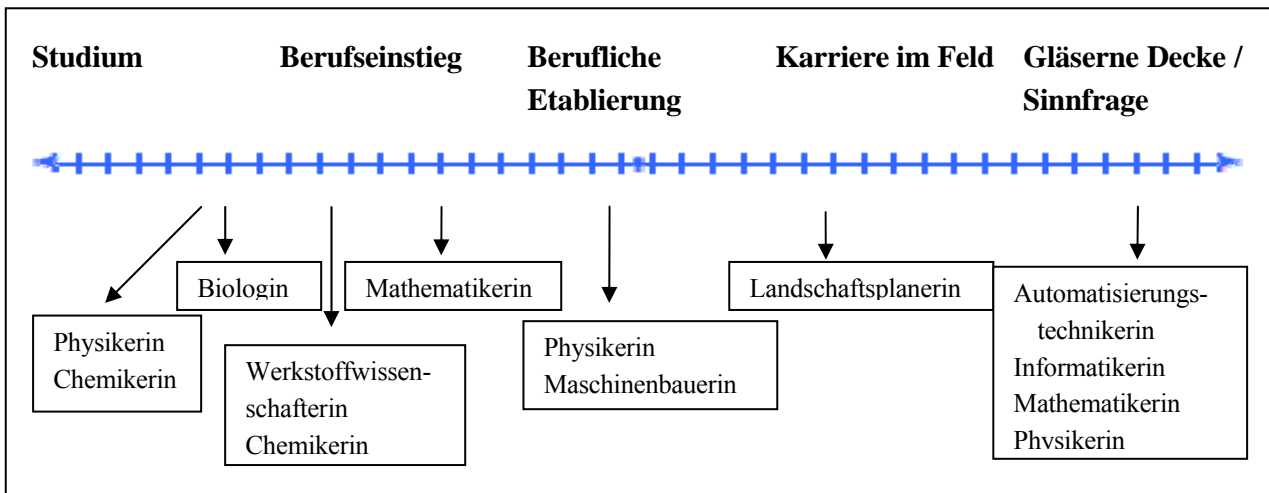 Studium
Berufseinstieg
Berufliche
Etablierung
Karriere im Feld
Gläserne Decke /
Sinnfrage
Physikerin
Chemikerin
Biologin
Werkstoffwissen-
schafterin
Chemikerin
Mathematikerin
Physikerin
Maschinenbauerin
Landschaftsplanerin
Automatisierungs-
technikerin
Informatikerin
Mathematikerin
Physikerin